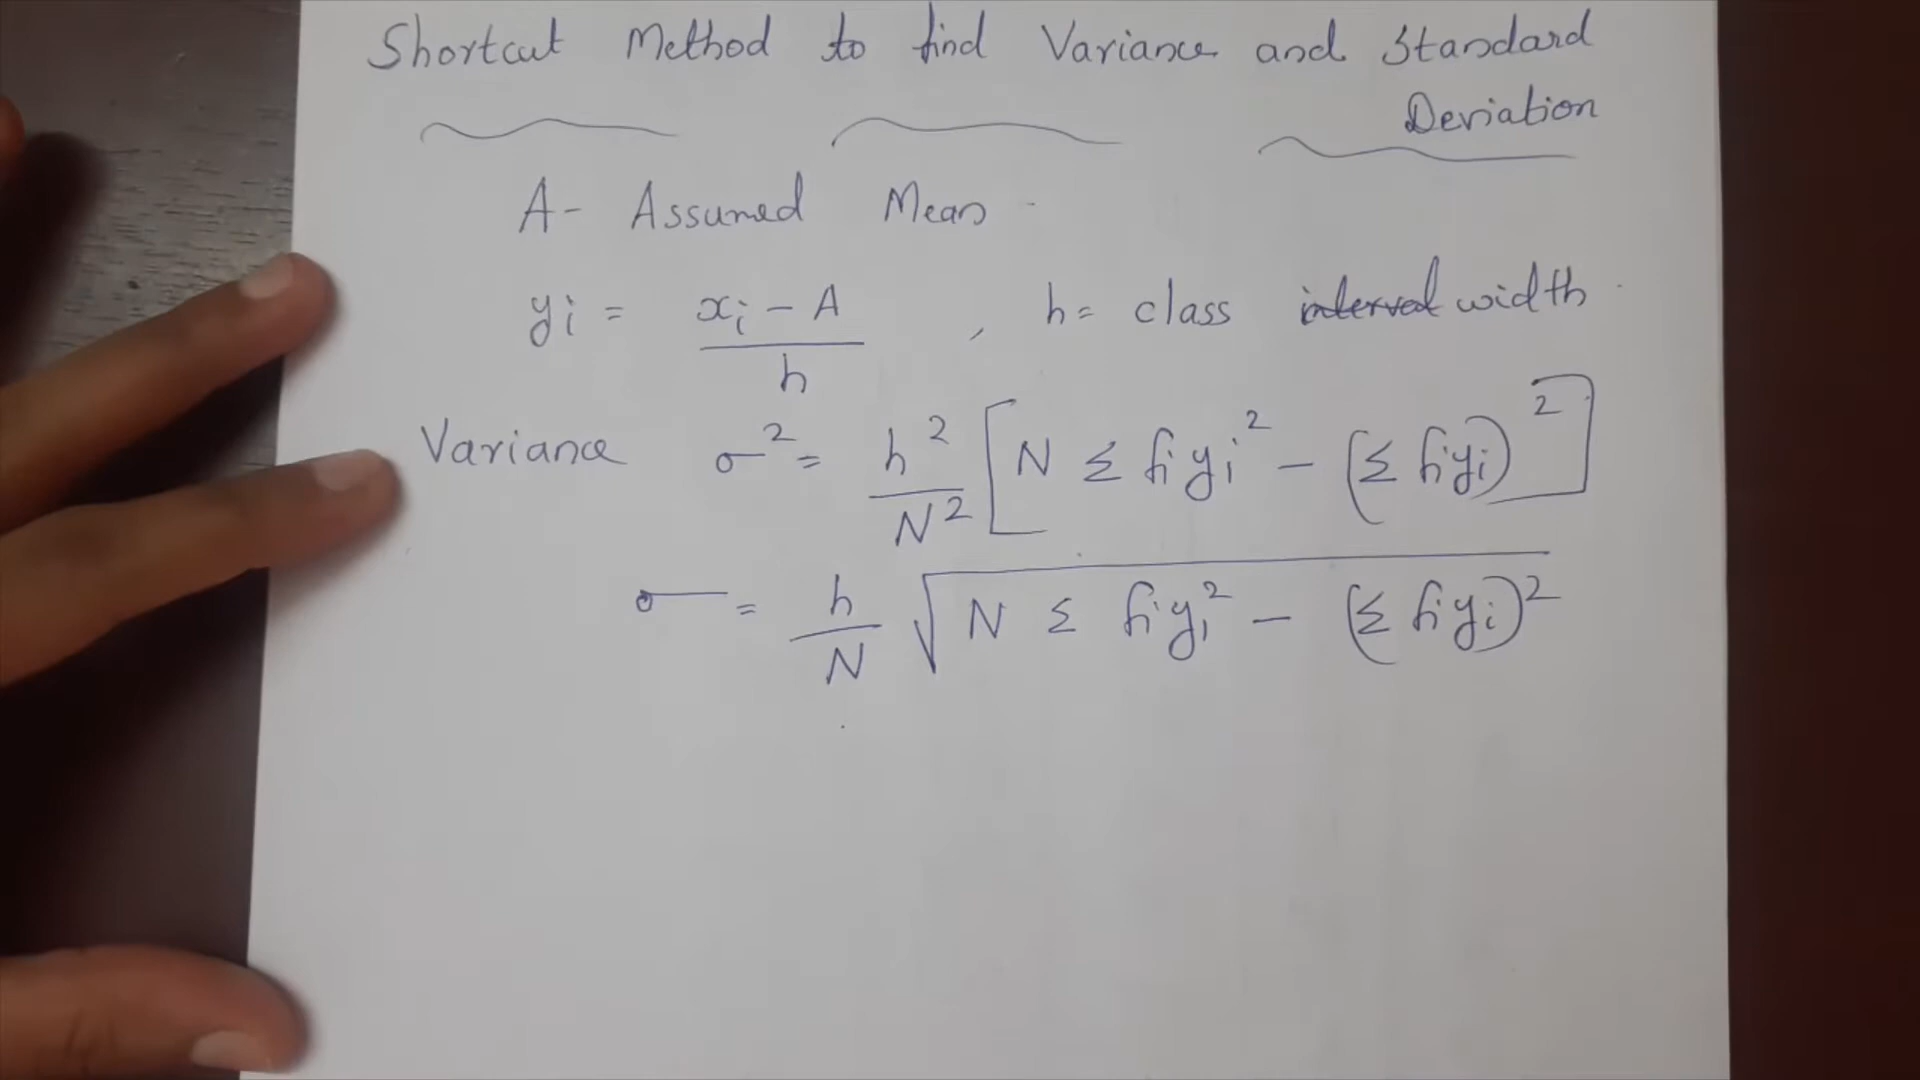 Shortcut Method to find Variance and Standard
Deviation
A - Assumed Mean
yi = xi - A / h , h = class interval width
Variance σ² = h²/N² [N Σ fiyi² - (Σ fiyi)²]
σ = h/N √N Σ fiyi² - (Σ fiyi)²